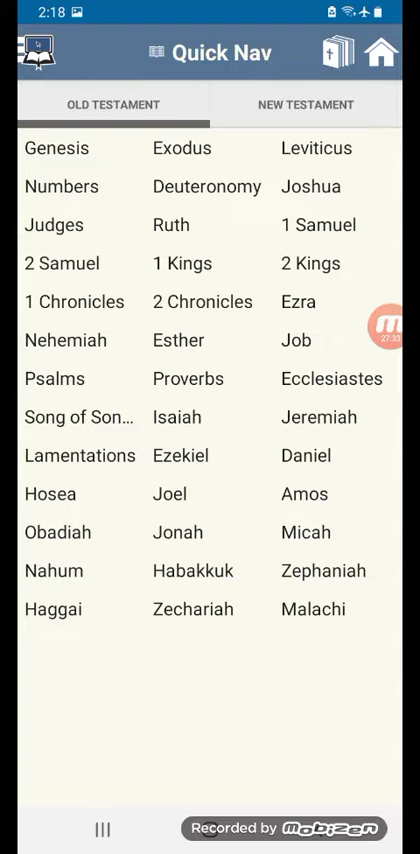 2:18
Quick Nav
OLD TESTAMENT NEW TESTAMENT
Genesis Exodus Leviticus
Numbers Deuteronomy Joshua
Judges Ruth 1 Samuel
2 Samuel 1 Kings 2 Kings
1 Chronicles 2 Chronicles Ezra
27:33
Nehemiah Esther Job
Psalms Proverbs Ecclesiastes
Song of Son... Isaiah Jeremiah
Lamentations Ezekiel Daniel
Hosea Joel Amos
Obadiah Jonah Micah
Nahum Habakkuk Zephaniah
Haggai Zechariah Malachi
Recorded by mobizen